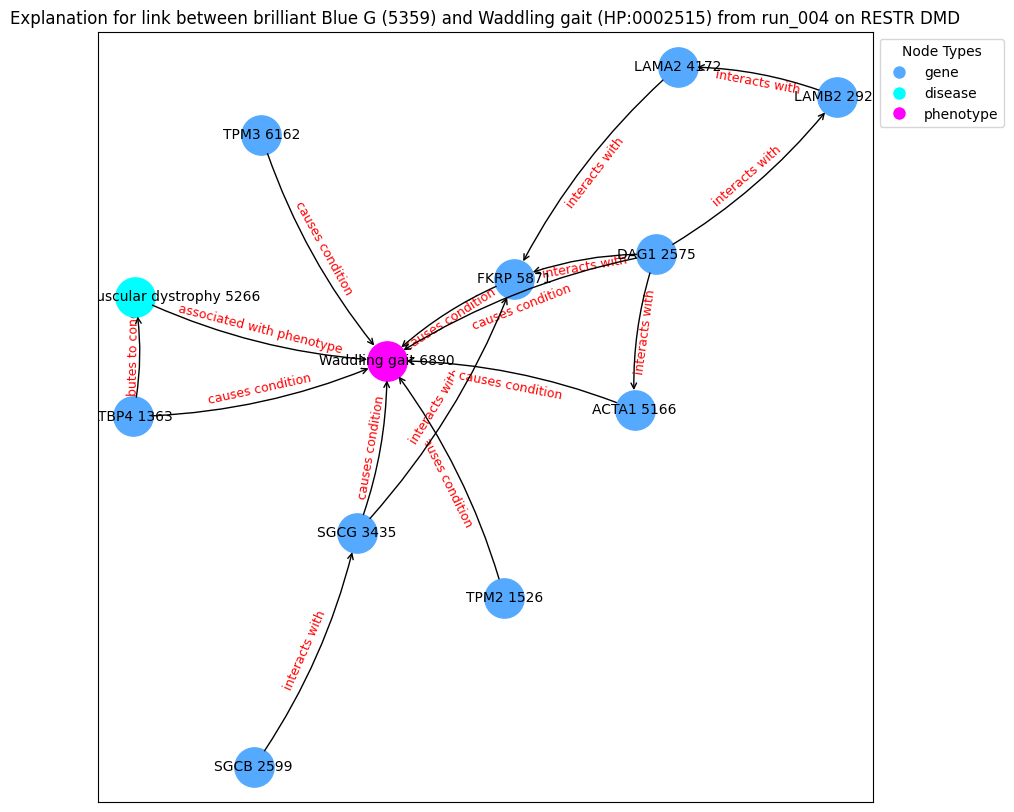 Explanation for link between brilliant Blue G (5359) and Waddling gait (HP:0002515) from run_004 on RESTR DMD
Node Types
gene
disease
phenotype
LAMA2 4172
interacts with
LAMB2 292
TPM3 6162
interacts with
interacts with
causes condition
DAG1 2575
FKRP 5871
interacts with
uscular dystrophy 5266
causes condition
causes condition
associated with phenotype
interacts with
Waddling gait 6890
butes to con
causes condition
causes condition
interacts with
TBP4 1363
ACTA1 5166
causes condition
auses condition
SGCG 3435
TPM2 1526
interacts with
SGCB 2599